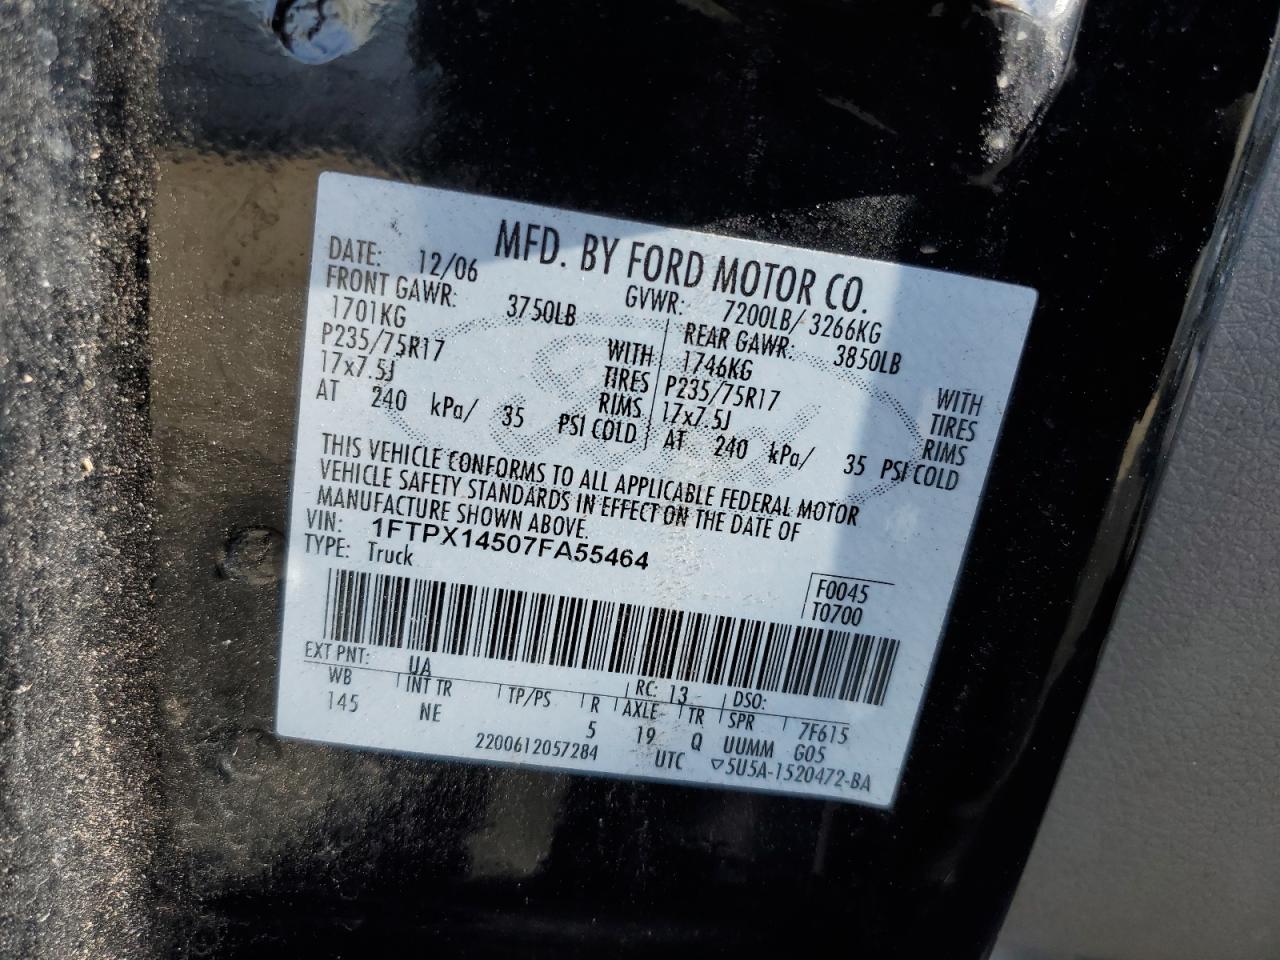 MFD. BY FORD MOTOR CO.
DATE: 12/06 GVWR: 7200LB/ 3266KG
FRONT GAWR: 3750LB REAR GAWR: 3850LB
1701KG WITH 1746KG WITH
P235/75R17 TIRES P235/75R17 TIRES
17x7.5J RIMS 17x7.5J RIMS
AT 240 kPa/ 35 PSI COLD AT 240 kPa/ 35 PSI COLD
THIS VEHICLE CONFORMS TO ALL APPLICABLE FEDERAL MOTOR
VEHICLE SAFETY STANDARDS IN EFFECT ON THE DATE OF
MANUFACTURE SHOWN ABOVE.
VIN: 1FTPX14507FA55464
TYPE: Truck
F0045
T0700
EXT PNT: UA RC: 13 DSO:
WB INT TR TP/PS R AXLE TR SPR 7F615
145 NE 5 19 Q UUMM G05
2200612057284 UTC ▽5U5A-1520472-BA